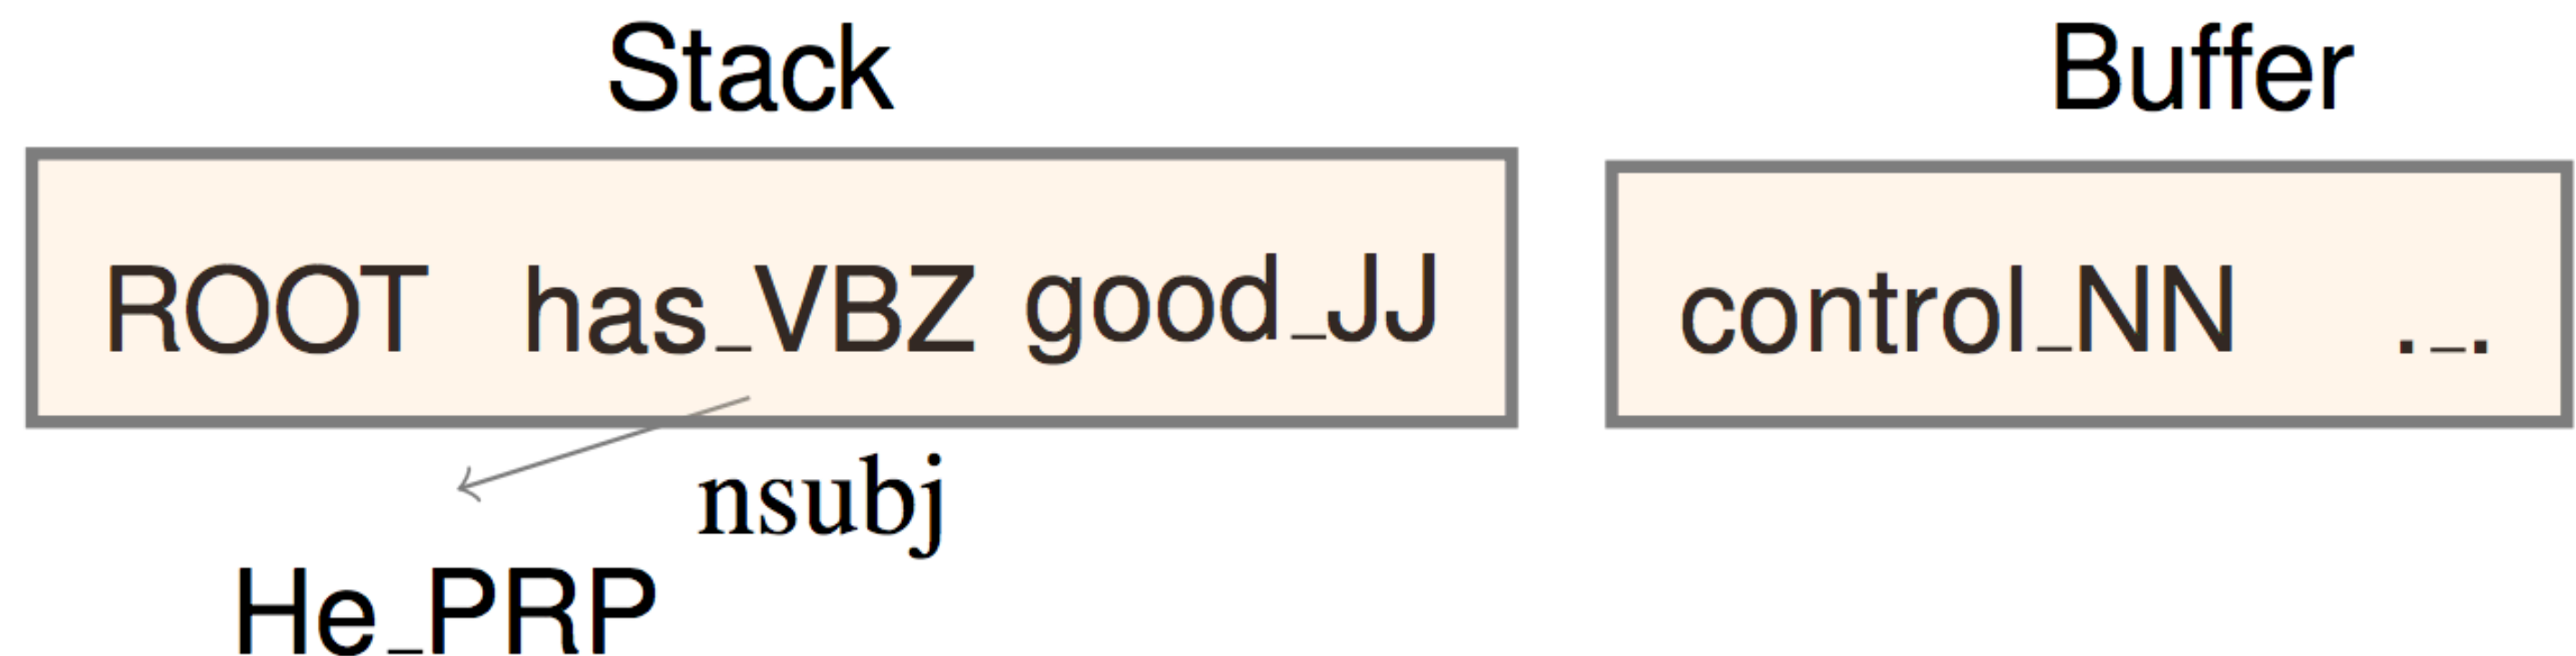 Stack Buffer
ROOT has_VBZ good_JJ control_NN ._.
nsubj
He_PRP